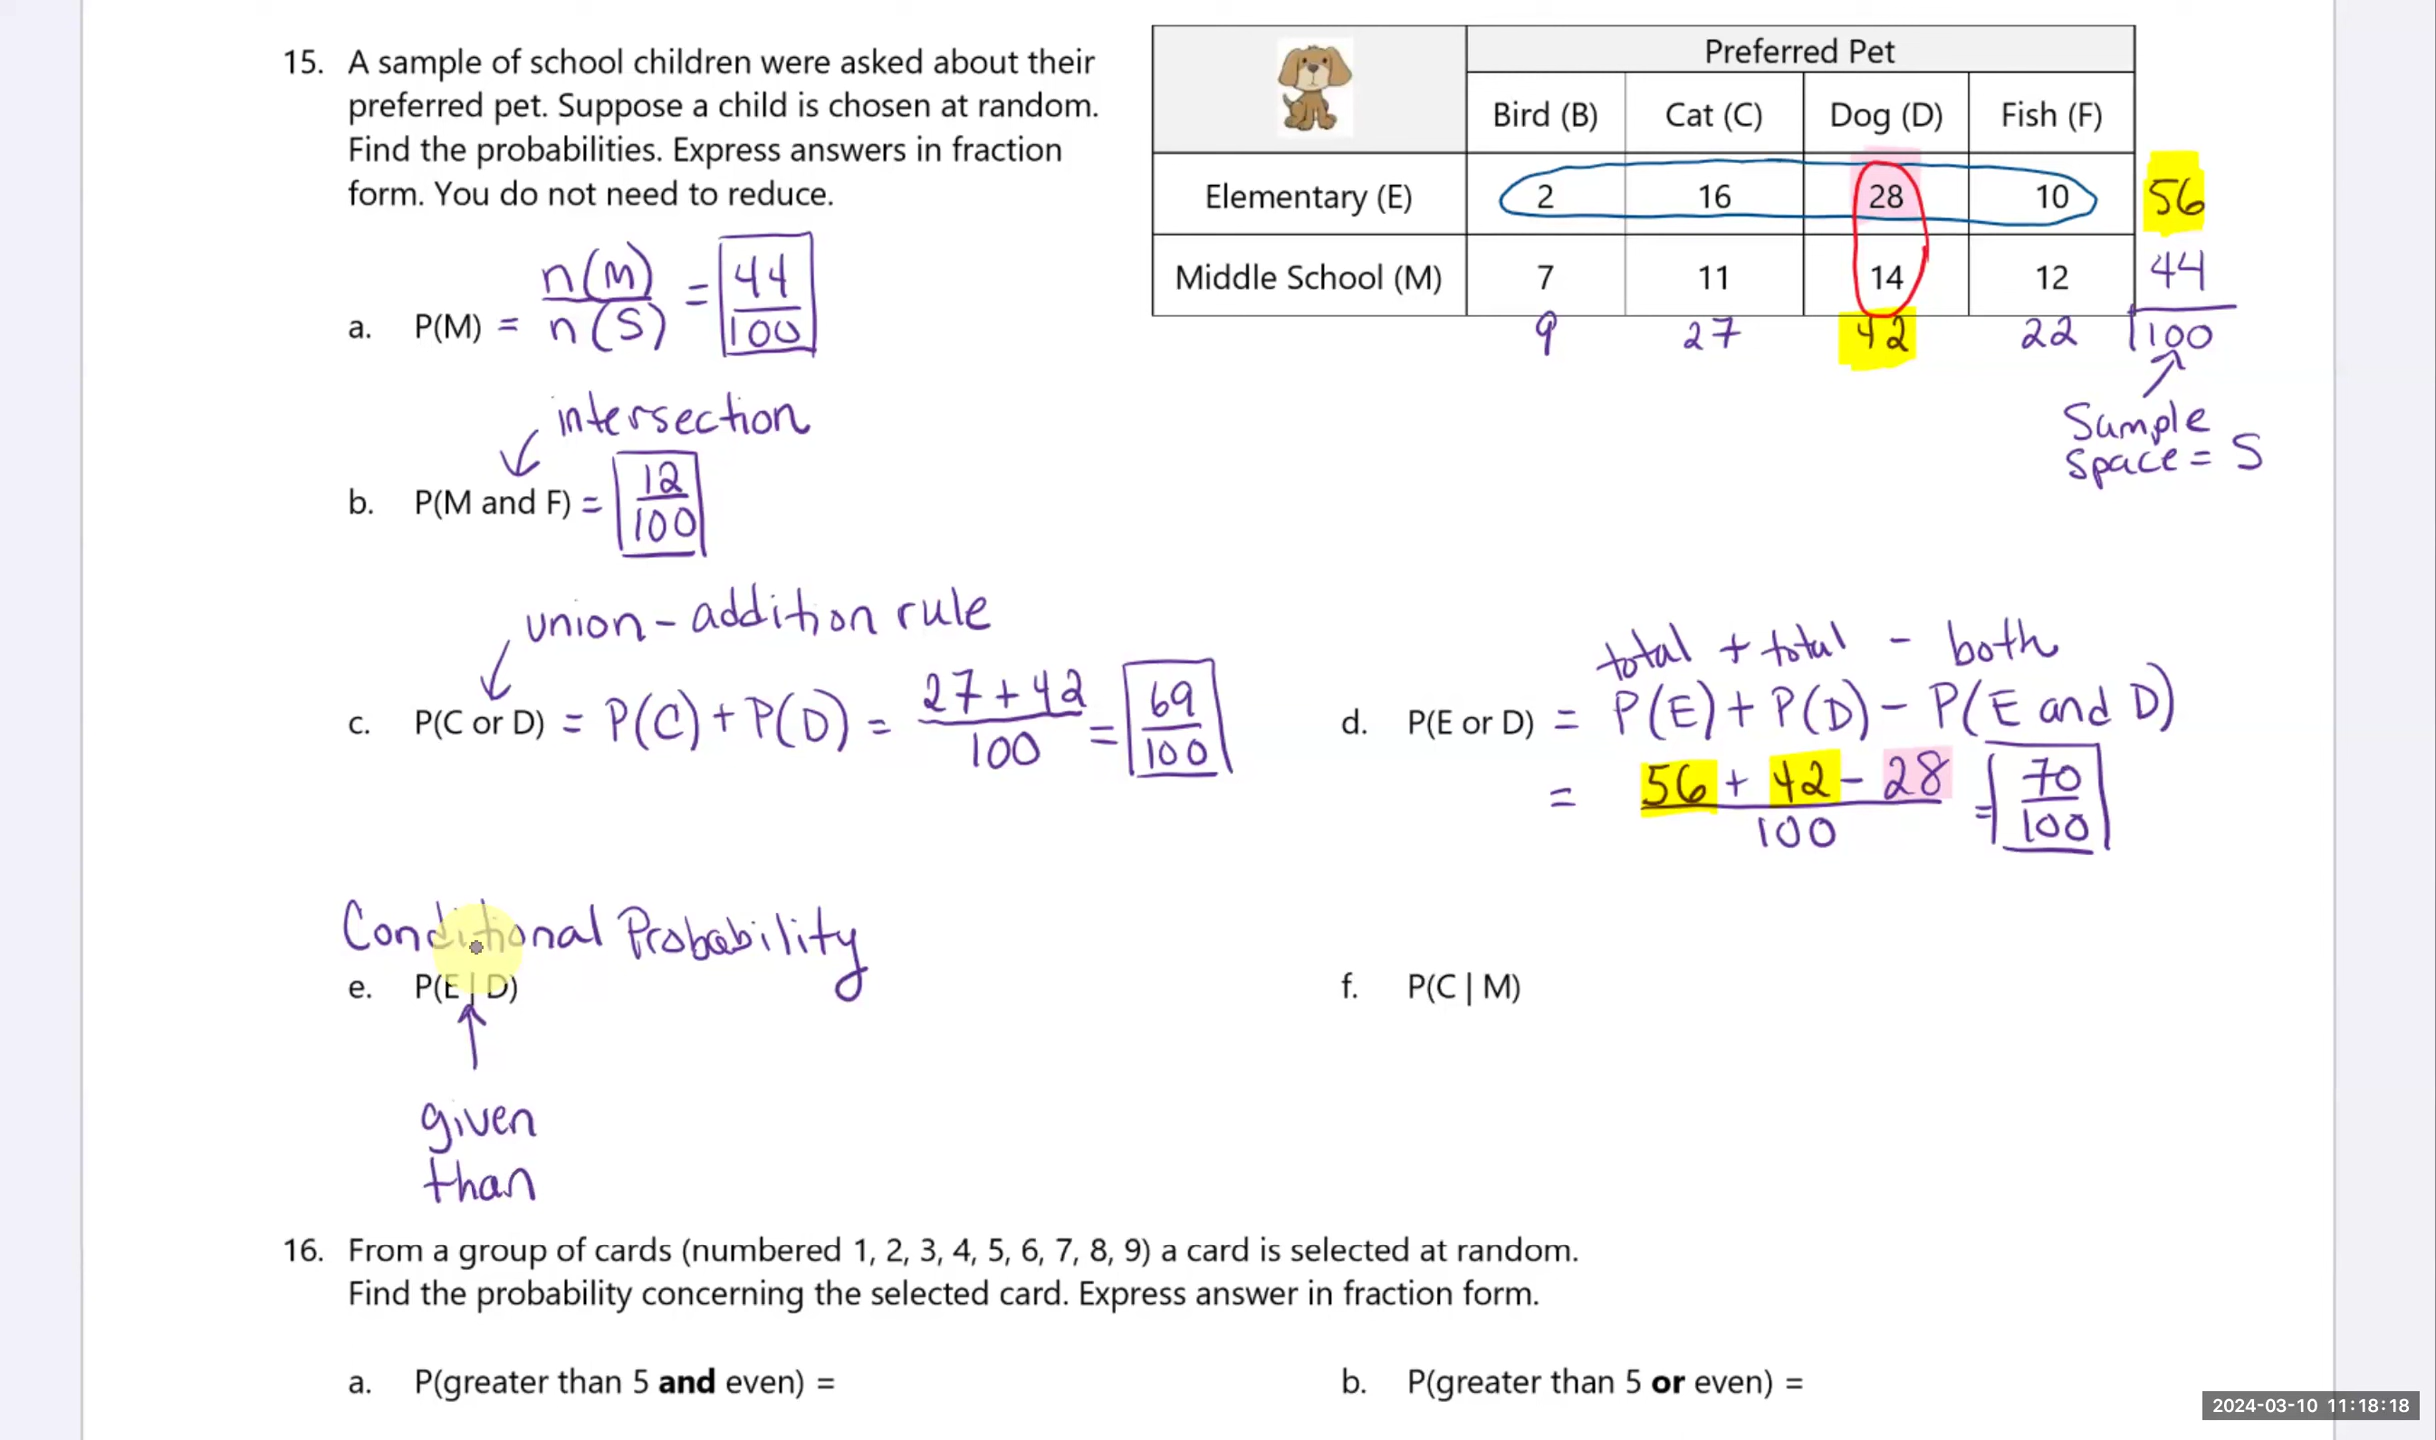 15. A sample of school children were asked about their
preferred pet. Suppose a child is chosen at random.
Find the probabilities. Express answers in fraction
form. You do not need to reduce.
Preferred Pet
Bird (B) Cat (C) Dog (D) Fish (F)
Elementary (E) 2 16 28 10 56
Middle School (M) 7 11 14 12 44
9 27 42 22 100
Sample
Space = S
a. P(M) = n(M)/n(S) = 44/100
intersection
b. P(M and F) = 12/100
union - addition rule
c. P(C or D) = P(C) + P(D) = 27 + 42/100 = 69/100
total + total - both
d. P(E or D) = P(E) + P(D) - P(E and D)
= 56 + 42 - 28/100 = 70/100
Conditional Probability
e. P(E | D)
given
than
f. P(C | M)
16. From a group of cards (numbered 1, 2, 3, 4, 5, 6, 7, 8, 9) a card is selected at random.
Find the probability concerning the selected card. Express answer in fraction form.
a. P(greater than 5 and even) =
b. P(greater than 5 or even) =
2024-03-10 11:18:18